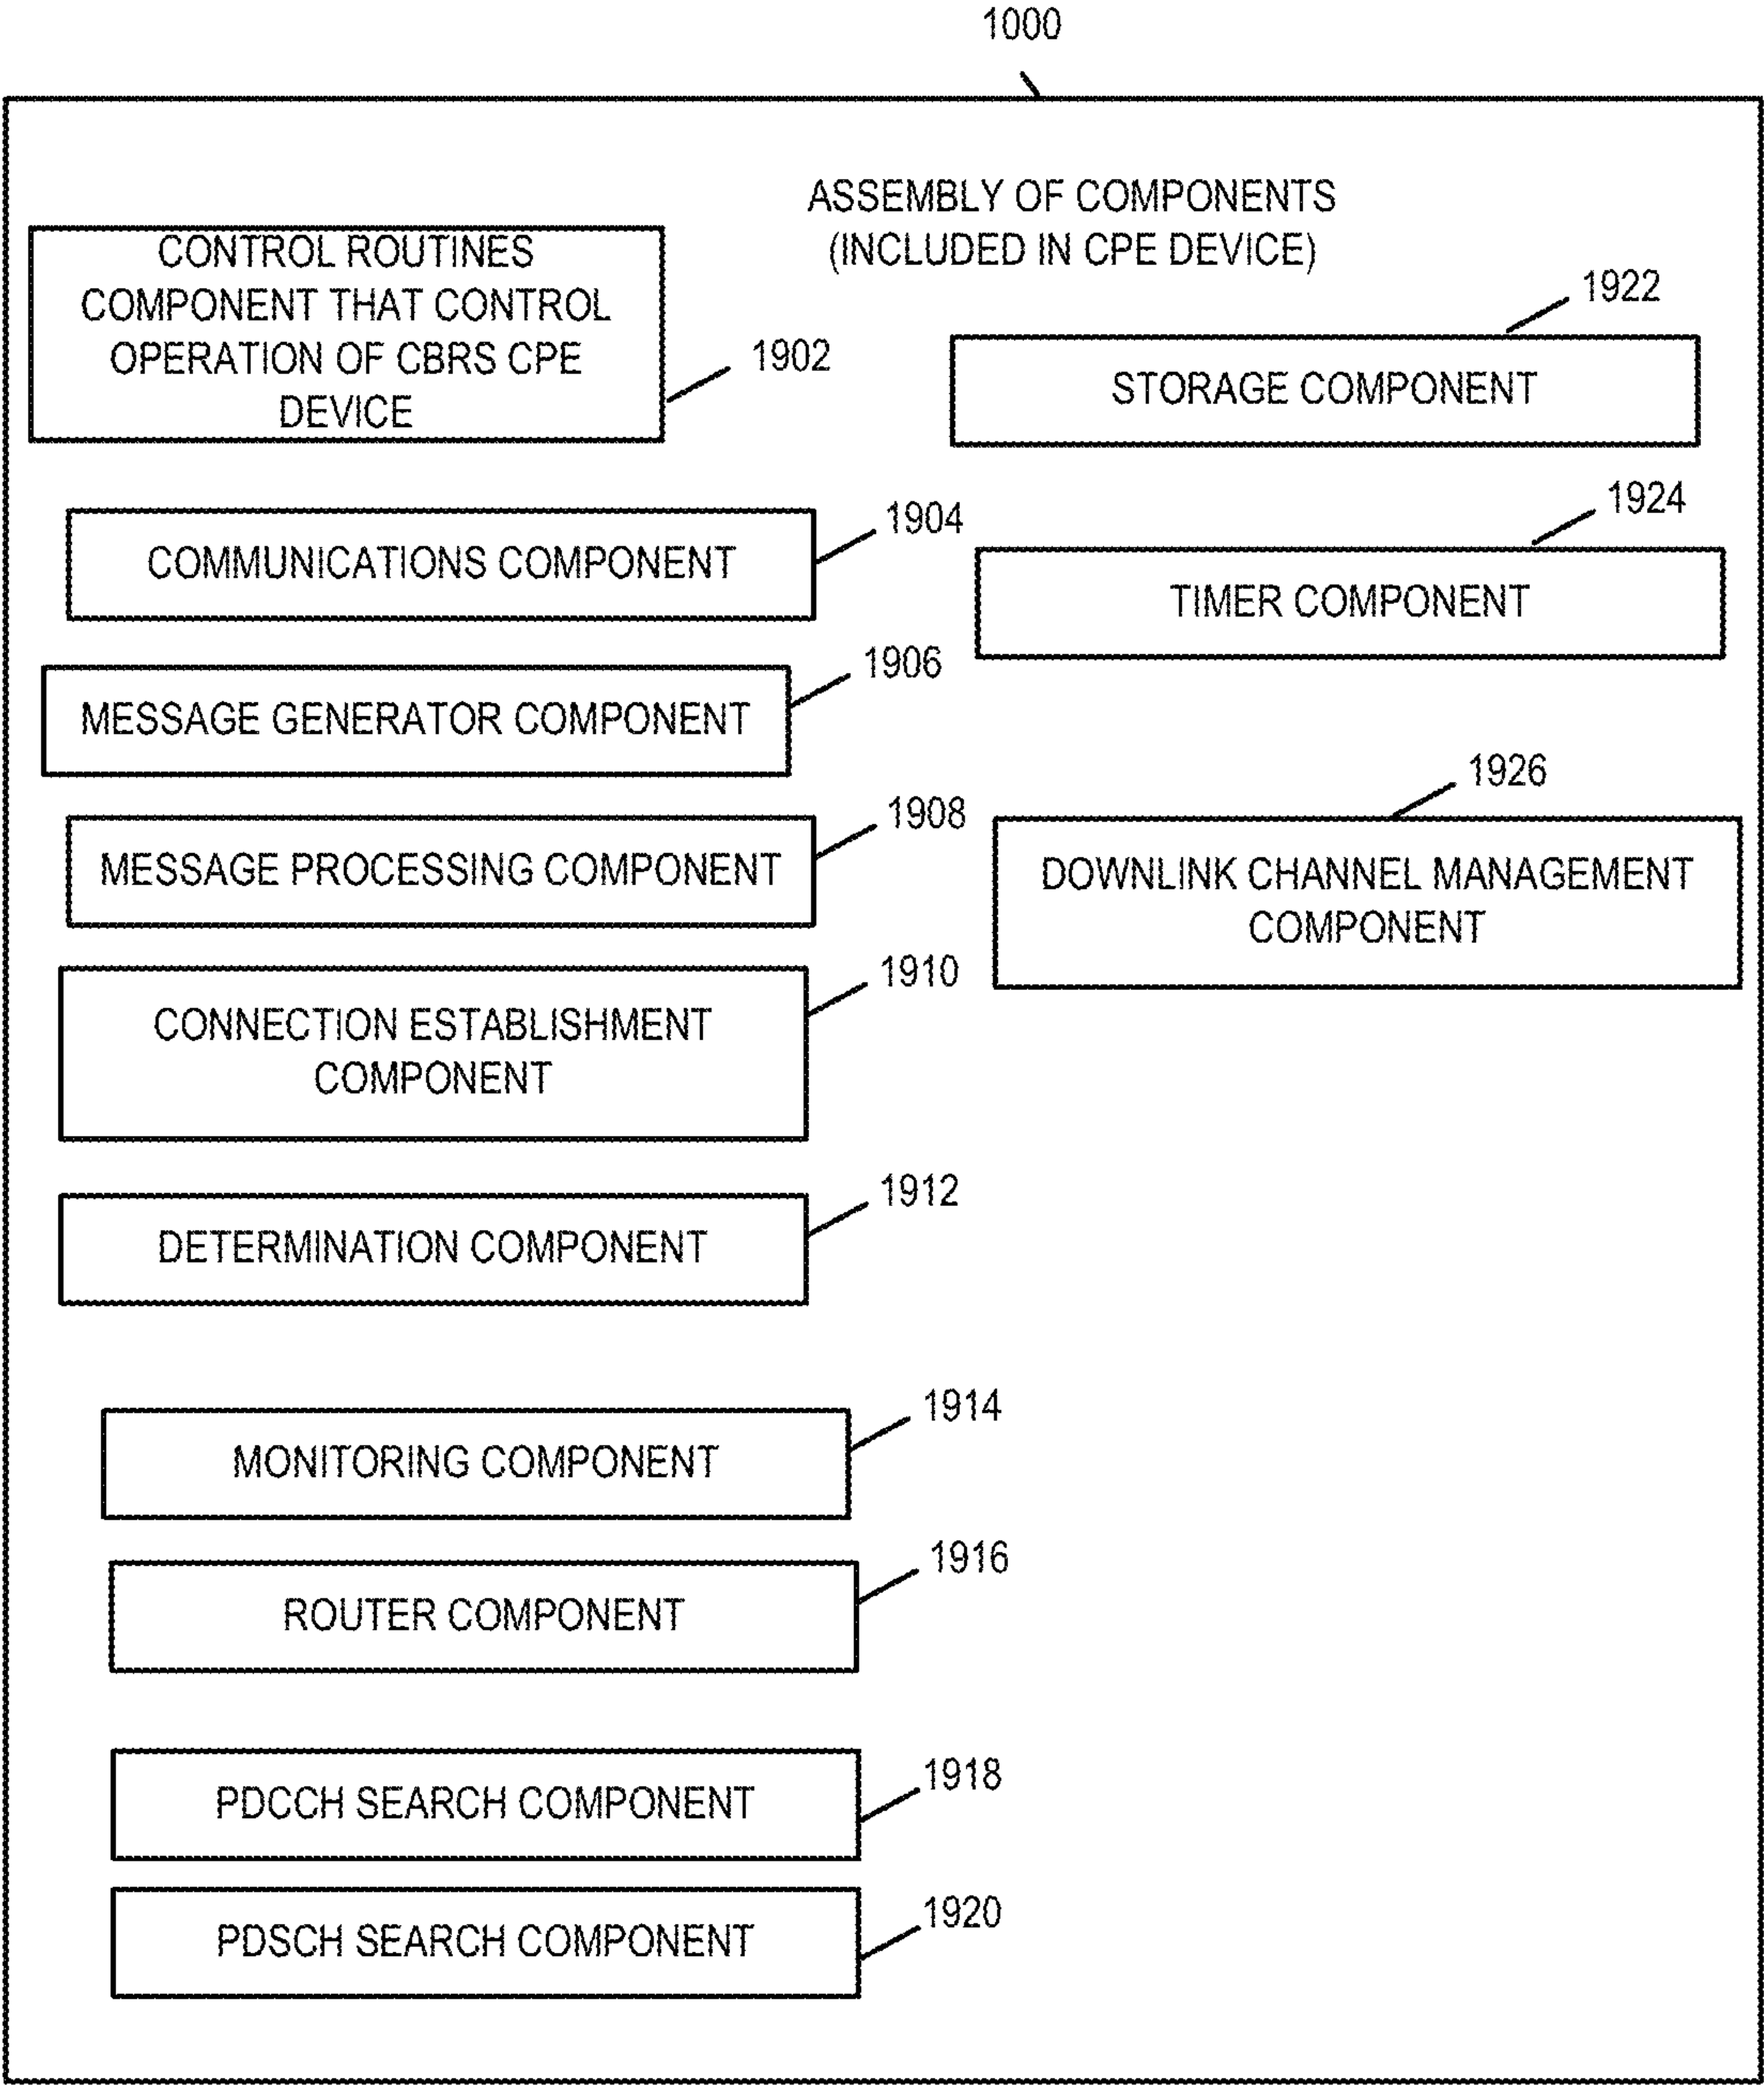 1000
ASSEMBLY OF COMPONENTS
(INCLUDED IN CPE DEVICE)
CONTROL ROUTINES
COMPONENT THAT CONTROL
OPERATION OF CBRS CPE
DEVICE
1902
COMMUNICATIONS COMPONENT
1904
MESSAGE GENERATOR COMPONENT
1906
MESSAGE PROCESSING COMPONENT
1908
CONNECTION ESTABLISHMENT
COMPONENT
1910
DETERMINATION COMPONENT
1912
MONITORING COMPONENT
1914
ROUTER COMPONENT
1916
PDCCH SEARCH COMPONENT
1918
PDSCH SEARCH COMPONENT
1920
1922
STORAGE COMPONENT
1924
TIMER COMPONENT
1926
DOWNLINK CHANNEL MANAGEMENT
COMPONENT